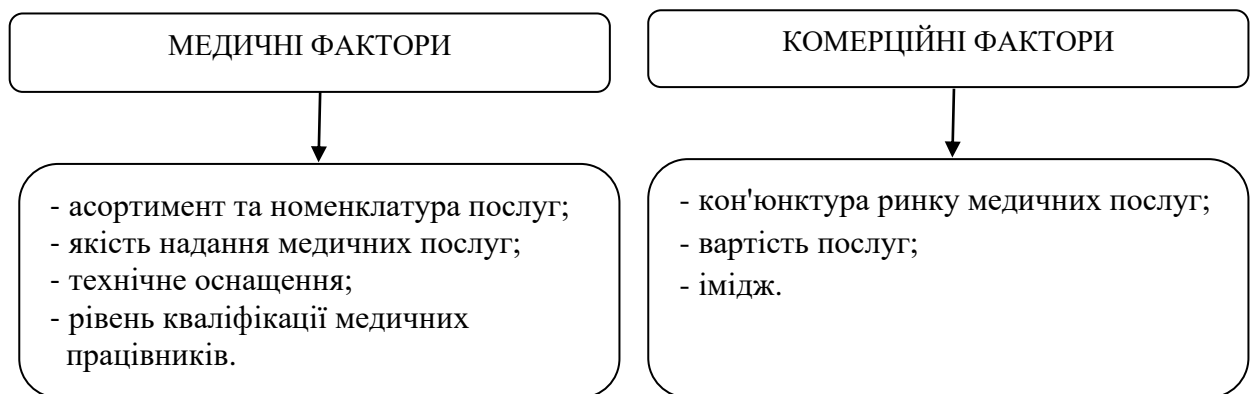 МЕДИЧНІ ФАКТОРИ
- асортимент та номенклатура послуг;
- якість надання медичних послуг;
- технічне оснащення;
- рівень кваліфікації медичних
працівників.
КОМЕРЦІЙНІ ФАКТОРИ
- кон'юнктура ринку медичних послуг;
- вартість послуг;
- імідж.